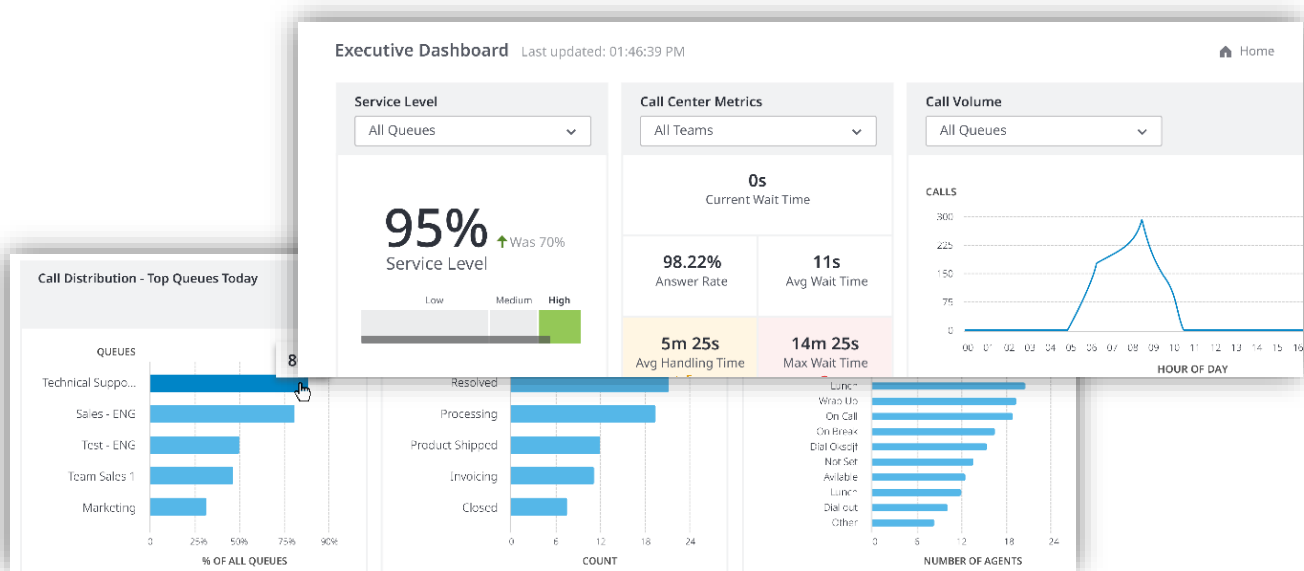 Executive Dashboard Last updated: 01:46:39 PM
Home
Service Level
All Queues
95%
Was 70%
Service Level
Low Medium High
Call Center Metrics
All Teams
0s
Current Wait Time
98.22%
Answer Rate
11s
Avg Wait Time
5m 25s
Avg Handling Time
14m 25s
Max Wait Time
Call Volume
All Queues
CALLS
300
225
150
75
0
00 01 02 03 04 05 06 07 08 09 10 11 12 13 14 15 16
HOUR OF DAY
Call Distribution - Top Queues Today
QUEUES
8
Technical Suppo...
Sales - ENG
Test - ENG
Team Sales 1
Marketing
0 25% 50% 75% 90%
% OF ALL QUEUES
Resolved
Processing
Product Shipped
Invoicing
Closed
0 6 12 18 24
COUNT
Lunch
Wrap Up
On Call
On Break
Dial Oksdjf
Not Set
Avilable
Lunch
Dial out
Other
0 6 12 18 24
NUMBER OF AGENTS